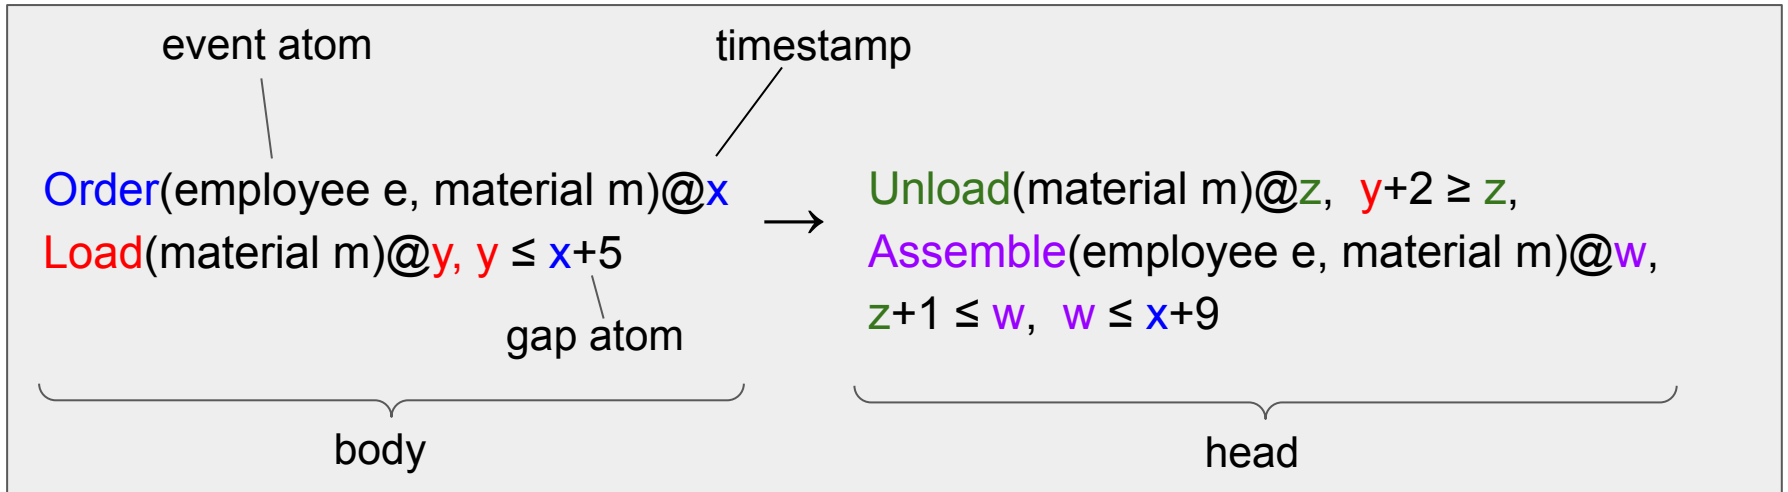 event atom
timestamp
Order(employee e, material m)@x
Load(material m)@y, y ≤ x+5
gap atom
body
→
Unload(material m)@z, y+2 ≥ z,
Assemble(employee e, material m)@w,
z+1 ≤ w, w ≤ x+9
head